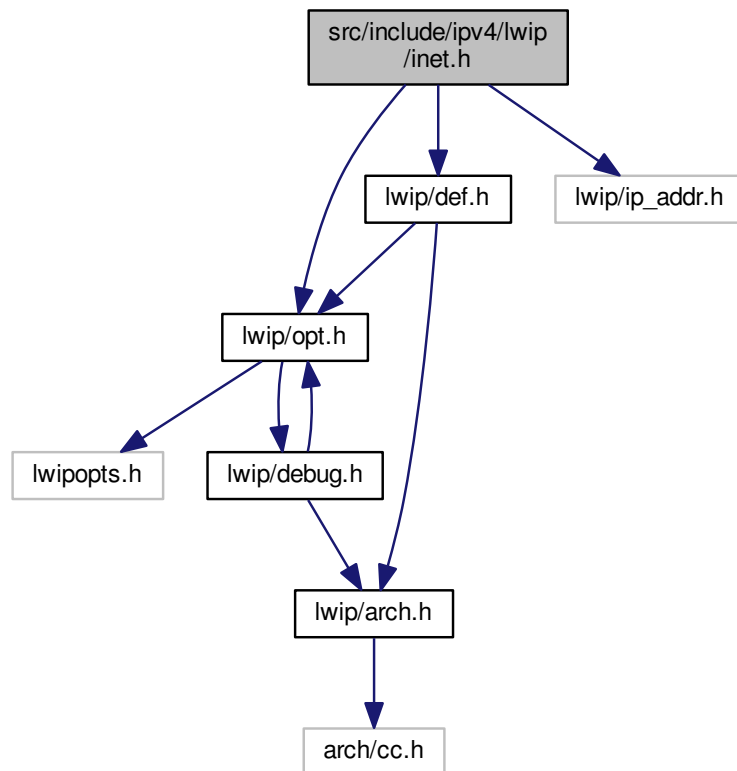 src/include/ipv4/lwip
/inet.h
lwip/def.h
lwip/ip_addr.h
lwip/opt.h
lwipopts.h
lwip/debug.h
lwip/arch.h
arch/cc.h